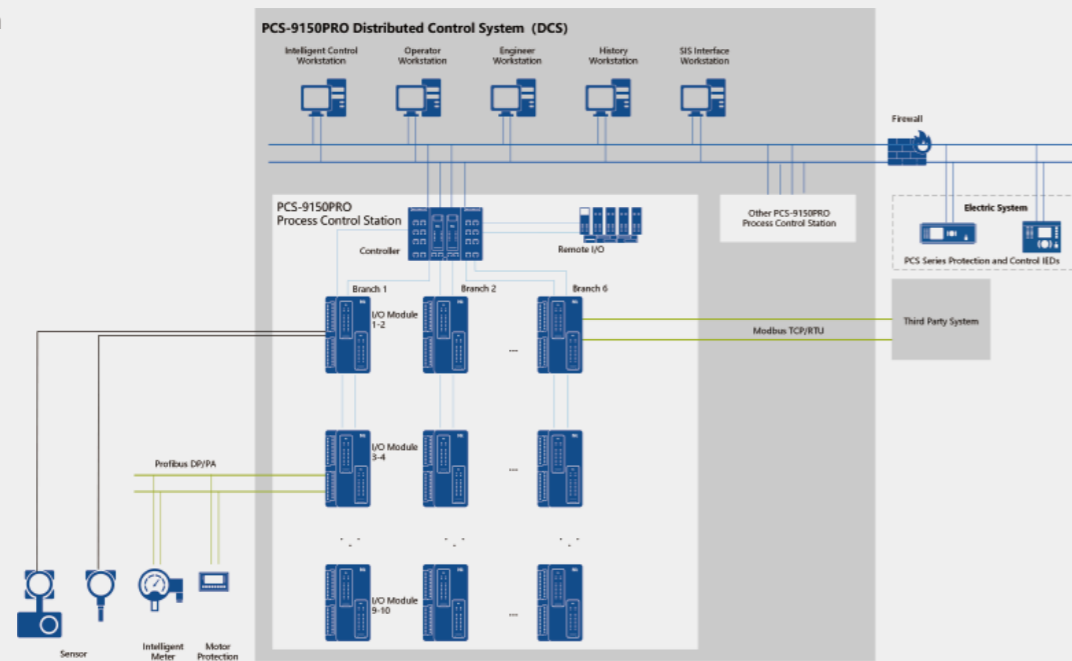 PCS-9150PRO Distributed Control System (DCS)
Intelligent Control
Workstation
Operator
Workstation
Engineer
Workstation
History
Workstation
SIS Interface
Workstation
Firewall
PCS-9150PRO
Process Control Station
Controller
Remote I/O
Other PCS-9150PRO
Process Control Station
Electric System
PCS Series Protection and Control IEDs
Branch 1
Branch 2
Branch 6
I/O Module
1-2
...
Modbus TCP/RTU
Third Party System
I/O Module
3-4
...
Profibus DP/PA
I/O Module
9-10
...
Sensor
Intelligent
Meter
Motor
Protection